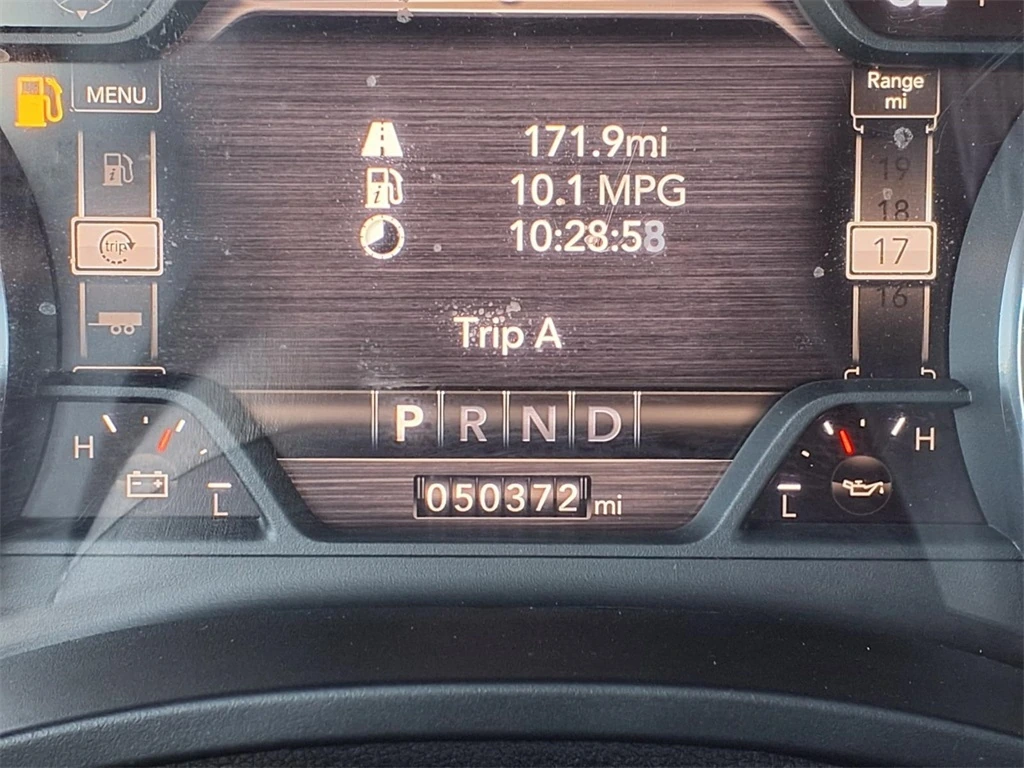 MENU
Range
mi
171.9mi
19
i
10.1 MPG
18
trip
10:28:58
17
16
Trip A
P R N D
H
H
050372 mi
L
L